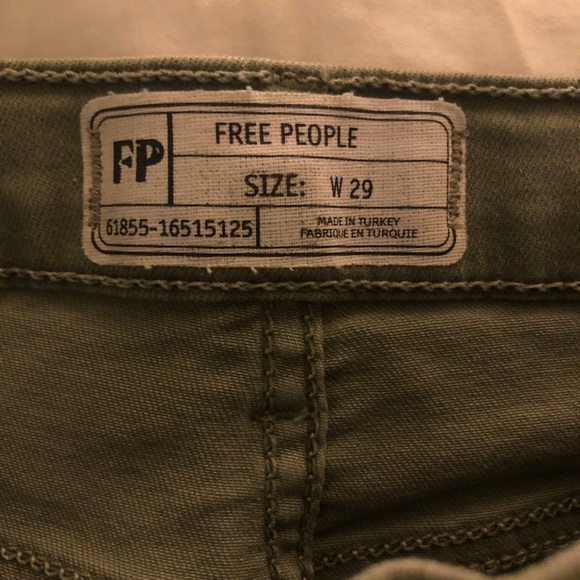 FP
FREE PEOPLE
SIZE: W 29
61855-16515125
MADE IN TURKEY
FABRIQUE EN TURQUIE